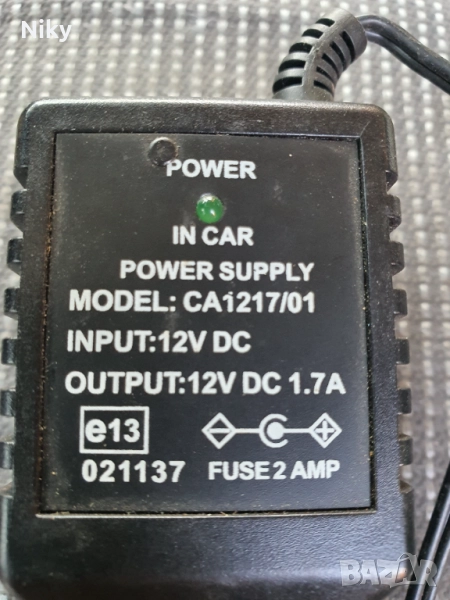 Niky
POWER
IN CAR
POWER SUPPLY
MODEL: CA1217/01
INPUT:12V DC
OUTPUT:12V DC 1.7A
e13
021137 FUSE 2 AMP
BAZAR